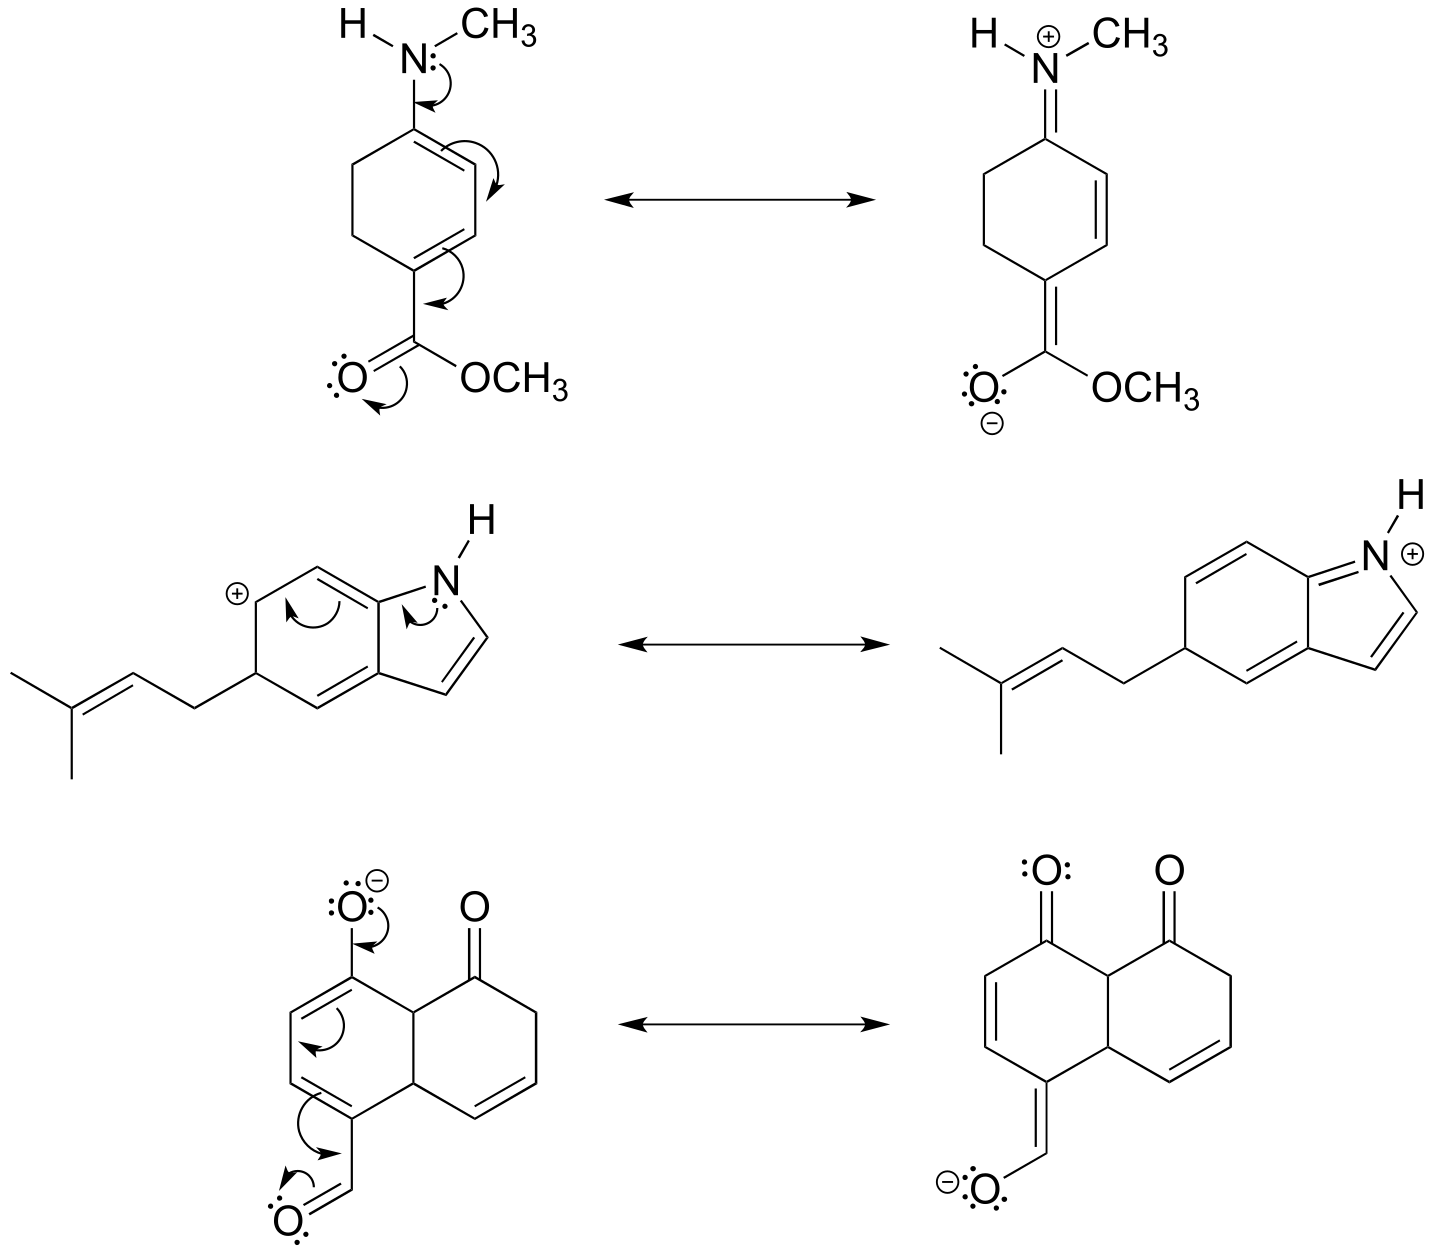 H CH3 H ⊕ CH3
N: N
:O: OCH3 :O: OCH3
⊖
H H
⊕ N: N ⊕
:O: ⊖ O :O: O
:O: ⊖ :O: